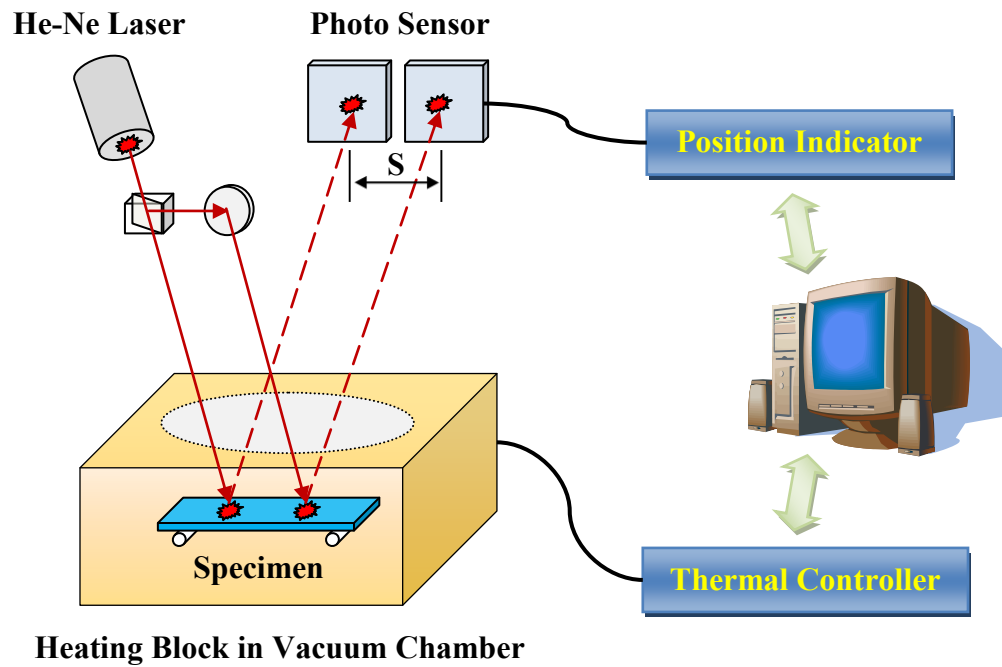 He-Ne Laser
Photo Sensor
Position Indicator
S
Specimen
Thermal Controller
Heating Block in Vacuum Chamber